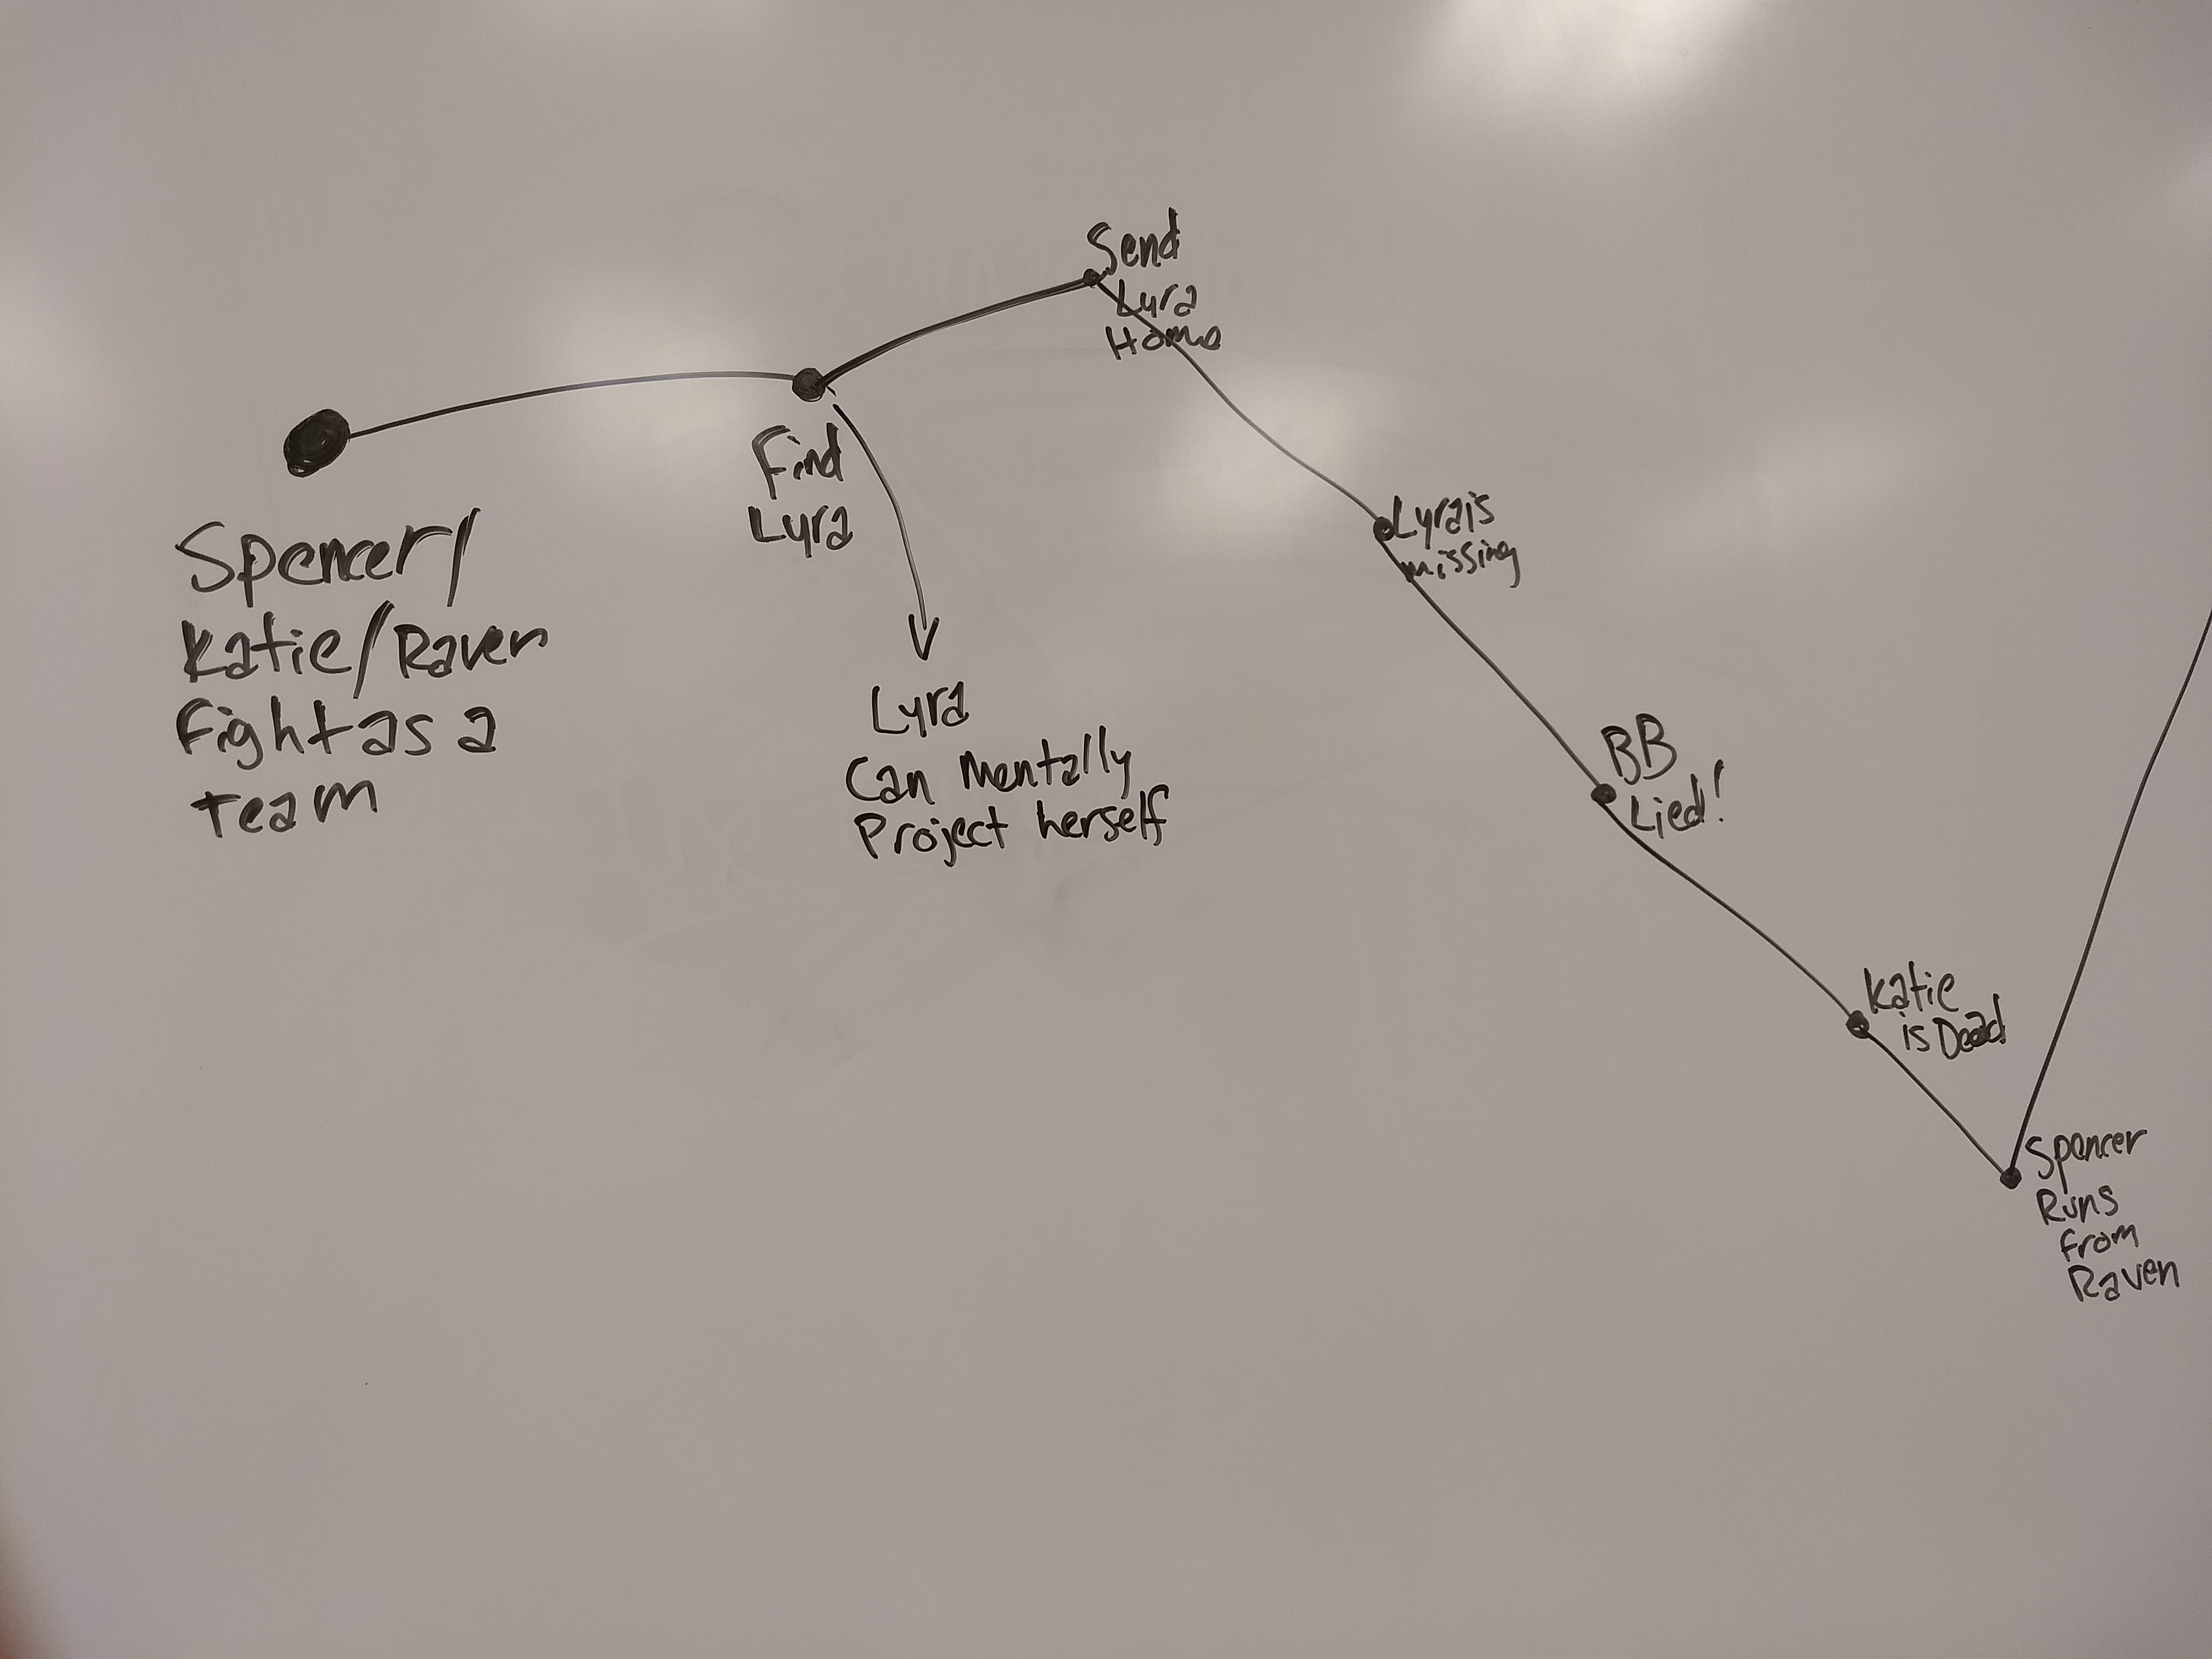 Spencer/
Katie/Raven
Fight as a
Team
Find
Lyra
Lyra
Can Mentally
Project herself
Send
Lyra
Home
Lyra is
missing
BB
Lied!
Katie
is Dead
Spencer
Runs
from
Raven